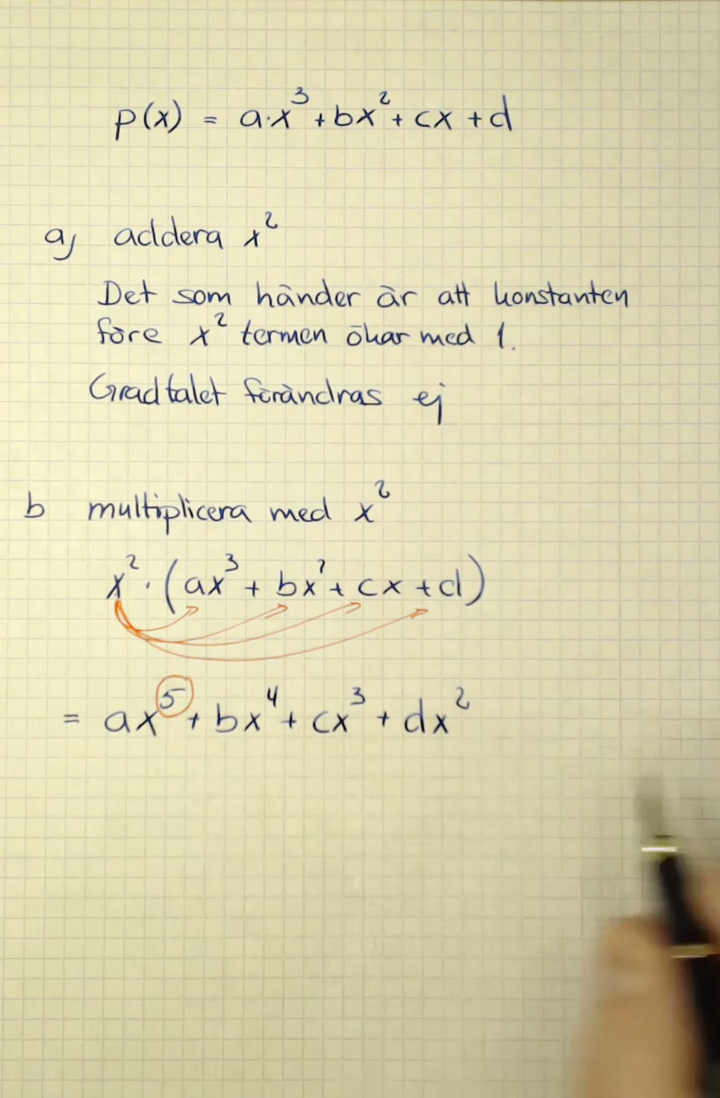 p(x) = a·x³ + bx² + cx + d
a) addera x²
Det som händer är att konstanten
före x² termen ökar med 1.
Gradtalet förändras ej
b multiplicera med x²
x² · (ax³ + bx² + cx + d)
= ax⁵ + bx⁴ + cx³ + dx²